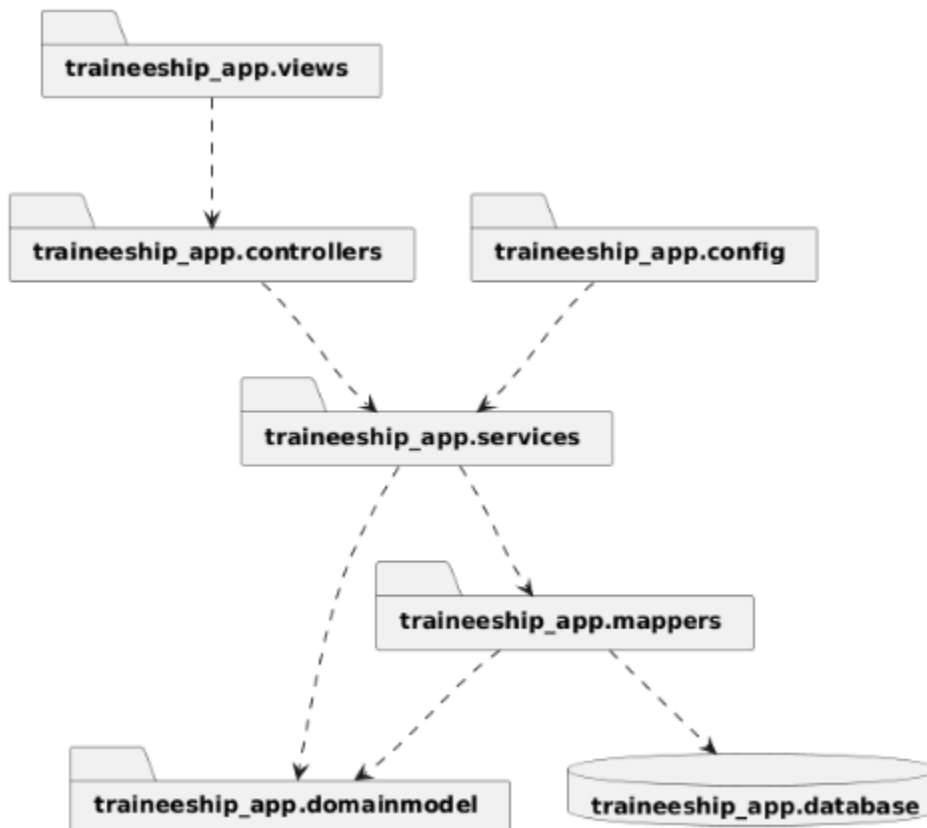 traineeship_app.views
traineeship_app.controllers
traineeship_app.config
traineeship_app.services
traineeship_app.mappers
traineeship_app.domainmodel
traineeship_app.database